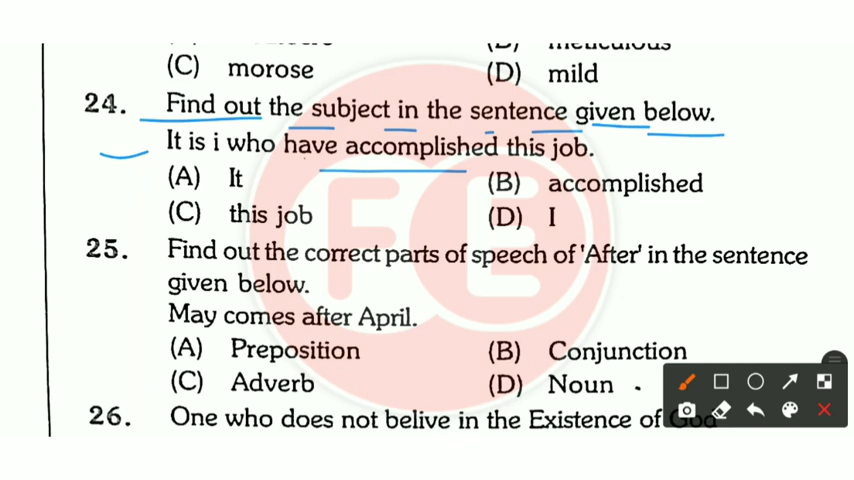 (C) morose (D) mild
24. Find out the subject in the sentence given below.
It is i who have accomplished this job.
(A) It (B) accomplished
(C) this job (D) I
25. Find out the correct parts of speech of 'After' in the sentence
given below.
May comes after April.
(A) Preposition (B) Conjunction
(C) Adverb (D) Noun
26. One who does not belive in the Existence of God